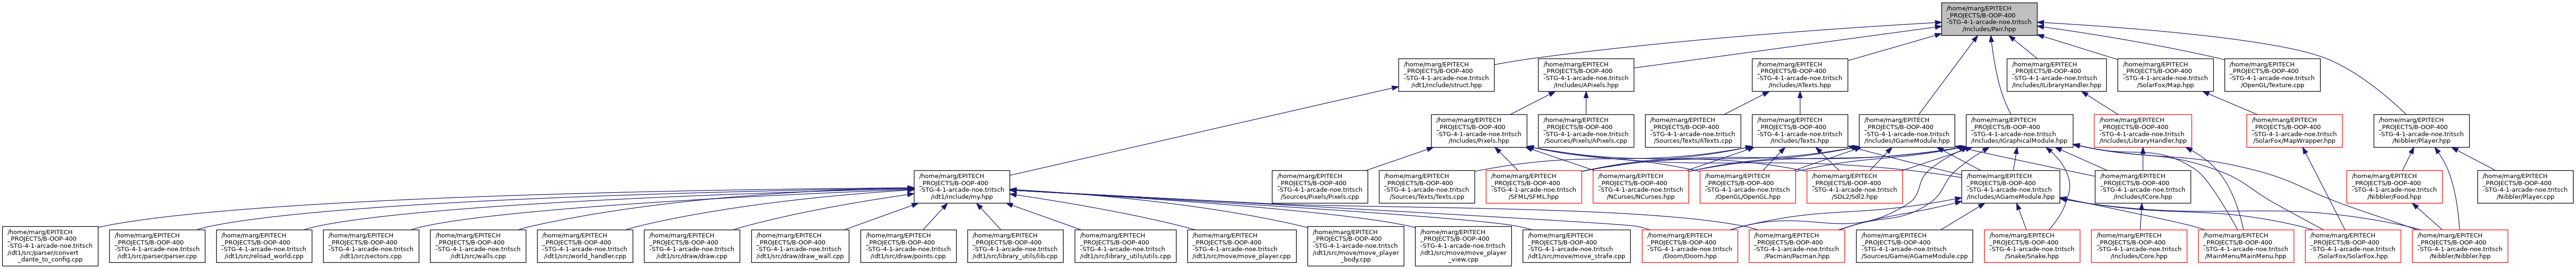 /home/marg/EPITECH
_PROJECTS/B-OOP-400
-STG-4-1-arcade-noe.tritsch
/Includes/Pair.hpp
/home/marg/EPITECH
_PROJECTS/B-OOP-400
-STG-4-1-arcade-noe.tritsch
/idt1/include/struct.hpp
/home/marg/EPITECH
_PROJECTS/B-OOP-400
-STG-4-1-arcade-noe.tritsch
/Includes/APixels.hpp
/home/marg/EPITECH
_PROJECTS/B-OOP-400
-STG-4-1-arcade-noe.tritsch
/Includes/ATexts.hpp
/home/marg/EPITECH
_PROJECTS/B-OOP-400
-STG-4-1-arcade-noe.tritsch
/Includes/ILibraryHandler.hpp
/home/marg/EPITECH
_PROJECTS/B-OOP-400
-STG-4-1-arcade-noe.tritsch
/SolarFox/Map.hpp
/home/marg/EPITECH
_PROJECTS/B-OOP-400
-STG-4-1-arcade-noe.tritsch
/OpenGL/Texture.cpp
/home/marg/EPITECH
_PROJECTS/B-OOP-400
-STG-4-1-arcade-noe.tritsch
/Includes/Pixels.hpp
/home/marg/EPITECH
_PROJECTS/B-OOP-400
-STG-4-1-arcade-noe.tritsch
/Sources/Pixels/APixels.cpp
/home/marg/EPITECH
_PROJECTS/B-OOP-400
-STG-4-1-arcade-noe.tritsch
/Sources/Texts/ATexts.cpp
/home/marg/EPITECH
_PROJECTS/B-OOP-400
-STG-4-1-arcade-noe.tritsch
/Includes/Texts.hpp
/home/marg/EPITECH
_PROJECTS/B-OOP-400
-STG-4-1-arcade-noe.tritsch
/Includes/IGameModule.hpp
/home/marg/EPITECH
_PROJECTS/B-OOP-400
-STG-4-1-arcade-noe.tritsch
/Includes/IGraphicalModule.hpp
/home/marg/EPITECH
_PROJECTS/B-OOP-400
-STG-4-1-arcade-noe.tritsch
/Includes/LibraryHandler.hpp
/home/marg/EPITECH
_PROJECTS/B-OOP-400
-STG-4-1-arcade-noe.tritsch
/SolarFox/MapWrapper.hpp
/home/marg/EPITECH
_PROJECTS/B-OOP-400
-STG-4-1-arcade-noe.tritsch
/Nibbler/Player.hpp
/home/marg/EPITECH
_PROJECTS/B-OOP-400
-STG-4-1-arcade-noe.tritsch
/idt1/include/my.hpp
/home/marg/EPITECH
_PROJECTS/B-OOP-400
-STG-4-1-arcade-noe.tritsch
/Sources/Pixels/Pixels.cpp
/home/marg/EPITECH
_PROJECTS/B-OOP-400
-STG-4-1-arcade-noe.tritsch
/Sources/Texts/Texts.cpp
/home/marg/EPITECH
_PROJECTS/B-OOP-400
-STG-4-1-arcade-noe.tritsch
/SFML/SFML.hpp
/home/marg/EPITECH
_PROJECTS/B-OOP-400
-STG-4-1-arcade-noe.tritsch
/NCurses/NCurses.hpp
/home/marg/EPITECH
_PROJECTS/B-OOP-400
-STG-4-1-arcade-noe.tritsch
/OpenGL/OpenGL.hpp
/home/marg/EPITECH
_PROJECTS/B-OOP-400
-STG-4-1-arcade-noe.tritsch
/SDL2/Sdl2.hpp
/home/marg/EPITECH
_PROJECTS/B-OOP-400
-STG-4-1-arcade-noe.tritsch
/Includes/AGameModule.hpp
/home/marg/EPITECH
_PROJECTS/B-OOP-400
-STG-4-1-arcade-noe.tritsch
/Includes/ICore.hpp
/home/marg/EPITECH
_PROJECTS/B-OOP-400
-STG-4-1-arcade-noe.tritsch
/Nibbler/Food.hpp
/home/marg/EPITECH
_PROJECTS/B-OOP-400
-STG-4-1-arcade-noe.tritsch
/Nibbler/Player.cpp
/home/marg/EPITECH
_PROJECTS/B-OOP-400
-STG-4-1-arcade-noe.tritsch
/idt1/src/parser/convert
_dante_to_config.cpp
/home/marg/EPITECH
_PROJECTS/B-OOP-400
-STG-4-1-arcade-noe.tritsch
/idt1/src/parser/parser.cpp
/home/marg/EPITECH
_PROJECTS/B-OOP-400
-STG-4-1-arcade-noe.tritsch
/idt1/src/reload_world.cpp
/home/marg/EPITECH
_PROJECTS/B-OOP-400
-STG-4-1-arcade-noe.tritsch
/idt1/src/sectors.cpp
/home/marg/EPITECH
_PROJECTS/B-OOP-400
-STG-4-1-arcade-noe.tritsch
/idt1/src/walls.cpp
/home/marg/EPITECH
_PROJECTS/B-OOP-400
-STG-4-1-arcade-noe.tritsch
/idt1/src/world_handler.cpp
/home/marg/EPITECH
_PROJECTS/B-OOP-400
-STG-4-1-arcade-noe.tritsch
/idt1/src/draw/draw.cpp
/home/marg/EPITECH
_PROJECTS/B-OOP-400
-STG-4-1-arcade-noe.tritsch
/idt1/src/draw/draw_wall.cpp
/home/marg/EPITECH
_PROJECTS/B-OOP-400
-STG-4-1-arcade-noe.tritsch
/idt1/src/draw/points.cpp
/home/marg/EPITECH
_PROJECTS/B-OOP-400
-STG-4-1-arcade-noe.tritsch
/idt1/src/library_utils/lib.cpp
/home/marg/EPITECH
_PROJECTS/B-OOP-400
-STG-4-1-arcade-noe.tritsch
/idt1/src/library_utils/utils.cpp
/home/marg/EPITECH
_PROJECTS/B-OOP-400
-STG-4-1-arcade-noe.tritsch
/idt1/src/move/move_player.cpp
/home/marg/EPITECH
_PROJECTS/B-OOP-400
-STG-4-1-arcade-noe.tritsch
/idt1/src/move/move_player
_body.cpp
/home/marg/EPITECH
_PROJECTS/B-OOP-400
-STG-4-1-arcade-noe.tritsch
/idt1/src/move/move_player
_view.cpp
/home/marg/EPITECH
_PROJECTS/B-OOP-400
-STG-4-1-arcade-noe.tritsch
/idt1/src/move/move_strafe.cpp
/home/marg/EPITECH
_PROJECTS/B-OOP-400
-STG-4-1-arcade-noe.tritsch
/Doom/Doom.hpp
/home/marg/EPITECH
_PROJECTS/B-OOP-400
-STG-4-1-arcade-noe.tritsch
/Pacman/Pacman.hpp
/home/marg/EPITECH
_PROJECTS/B-OOP-400
-STG-4-1-arcade-noe.tritsch
/Sources/Game/AGameModule.cpp
/home/marg/EPITECH
_PROJECTS/B-OOP-400
-STG-4-1-arcade-noe.tritsch
/Snake/Snake.hpp
/home/marg/EPITECH
_PROJECTS/B-OOP-400
-STG-4-1-arcade-noe.tritsch
/Includes/Core.hpp
/home/marg/EPITECH
_PROJECTS/B-OOP-400
-STG-4-1-arcade-noe.tritsch
/MainMenu/MainMenu.hpp
/home/marg/EPITECH
_PROJECTS/B-OOP-400
-STG-4-1-arcade-noe.tritsch
/SolarFox/SolarFox.hpp
/home/marg/EPITECH
_PROJECTS/B-OOP-400
-STG-4-1-arcade-noe.tritsch
/Nibbler/Nibbler.hpp